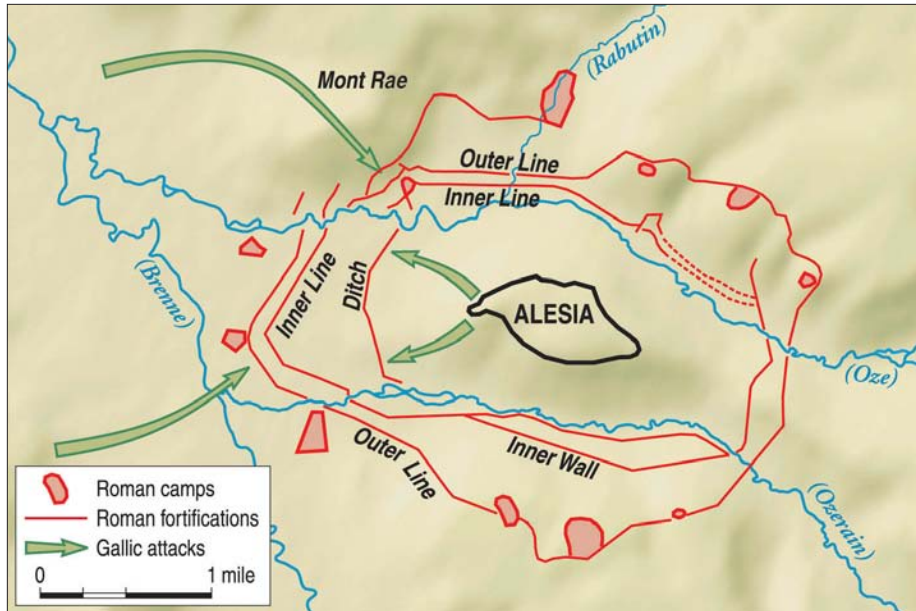 (Rabutin)
Mont Rae
Outer Line
Inner Line
(Brenne)
Inner Line
Ditch
ALESIA
(Oze)
Inner Wall
Outer Line
(Ozerain)
Roman camps
Roman fortifications
Gallic attacks
0 1 mile